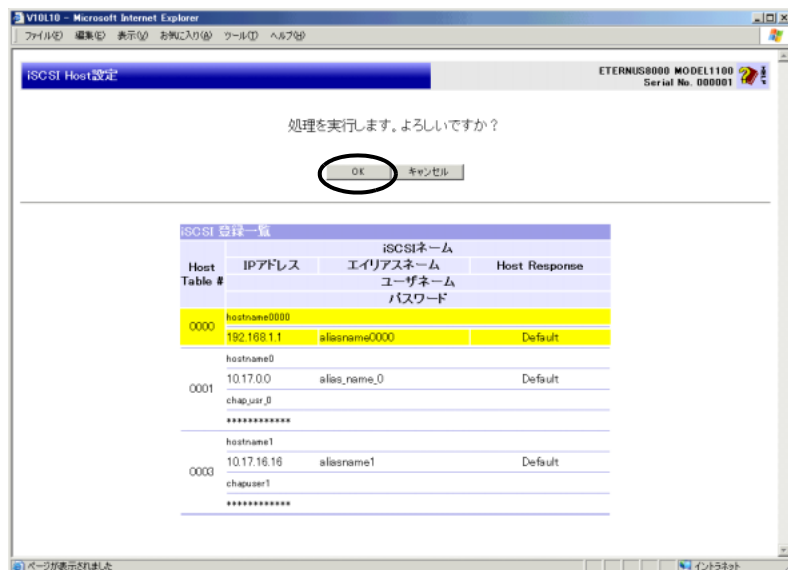 V10L10 - Microsoft Internet Explorer
ファイル(F) 編集(E) 表示(V) お気に入り(A) ツール(T) ヘルプ(H)
iSCSI Host設定
ETERNUS8000 MODEL1100
Serial No. 000001
処理を実行します。よろしいですか？
OK キャンセル
iSCSI 登録一覧
Host Table # IPアドレス iSCSIネーム
エイリアスネーム Host Response
ユーザネーム
パスワード
0000 hostname0000
192.168.1.1 aliasname0000 Default
0001 hostname0
10.17.0.0 alias_name_0 Default
chap_usr_0
************
0003 hostname1
10.17.16.16 aliasname1 Default
chapuser1
************
ページが表示されました イントラネット